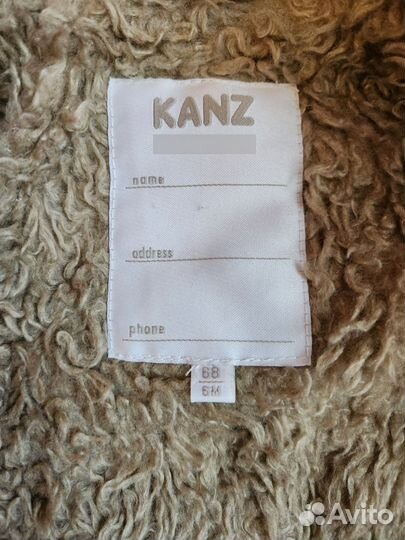 KANZ
name
address
phone
68
6M
Avito